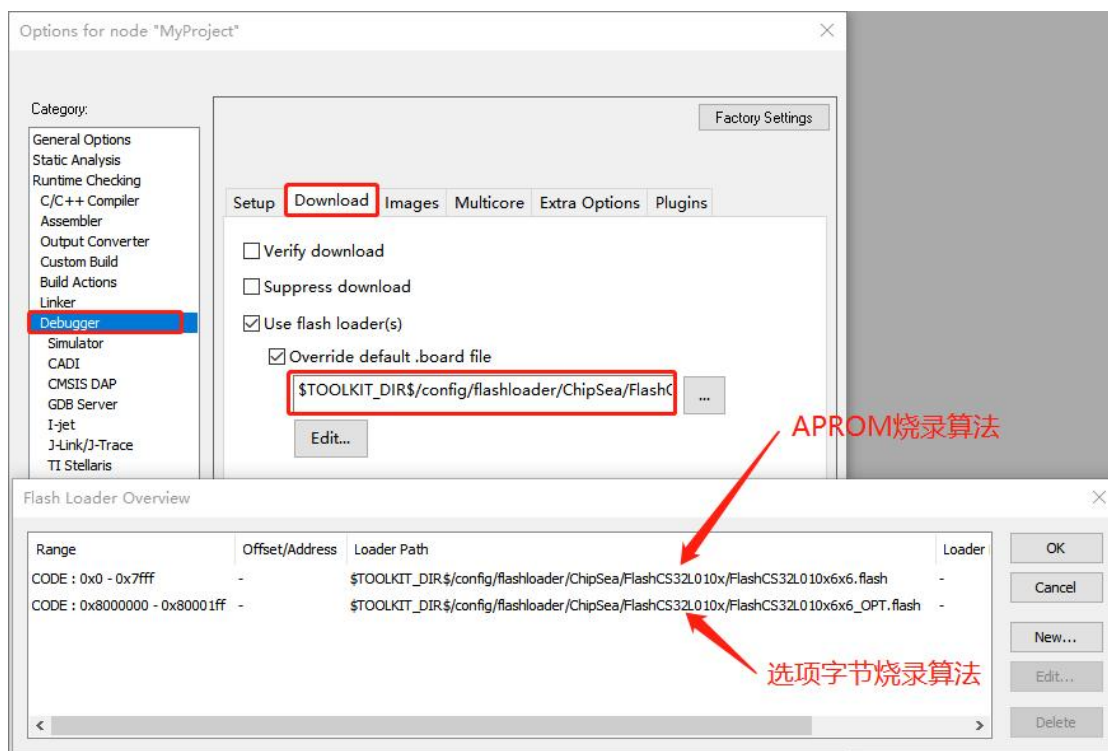 Options for node "MyProject"
Category:
Factory Settings
General Options
Static Analysis
Runtime Checking
C/C++ Compiler
Assembler
Output Converter
Custom Build
Build Actions
Linker
Debugger
Simulator
CADI
CMSIS DAP
GDB Server
I-jet
J-Link/J-Trace
TI Stellaris
Setup Download Images Multicore Extra Options Plugins
Verify download
Suppress download
Use flash loader(s)
Override default .board file
$TOOLKIT_DIR$/config/flashloader/ChipSea/Flash
...
Edit...
APROM烧录算法
Flash Loader Overview
Range Offset/Address Loader Path Loader
CODE : 0x0 - 0x7fff - $TOOLKIT_DIR$/config/flashloader/ChipSea/FlashCS32L010x/FlashCS32L010x6x6.flash -
CODE : 0x8000000 - 0x80001ff - $TOOLKIT_DIR$/config/flashloader/ChipSea/FlashCS32L010x/FlashCS32L010x6x6_OPT.flash -
选项字节烧录算法
OK
Cancel
New...
Edit...
Delete